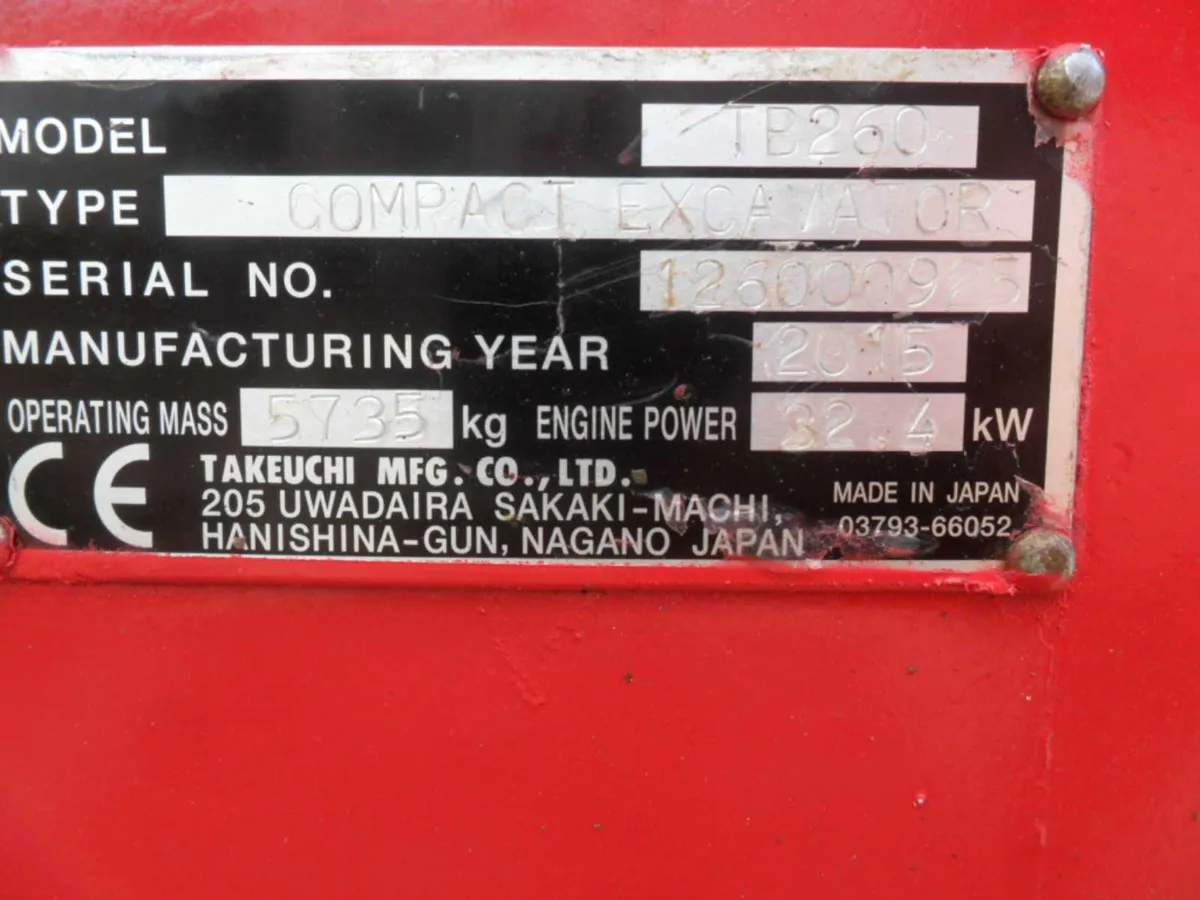 MODEL TB260
TYPE COMPACT EXCAVATOR
SERIAL NO.
MANUFACTURING YEAR 2015
OPERATING MASS 5735 kg ENGINE POWER 32.4 kW
CE
TAKEUCHI MFG. CO., LTD.
205 UWADAIRA SAKAKI-MACHI, MADE IN JAPAN
HANISHINA-GUN, NAGANO JAPAN 03793-66052